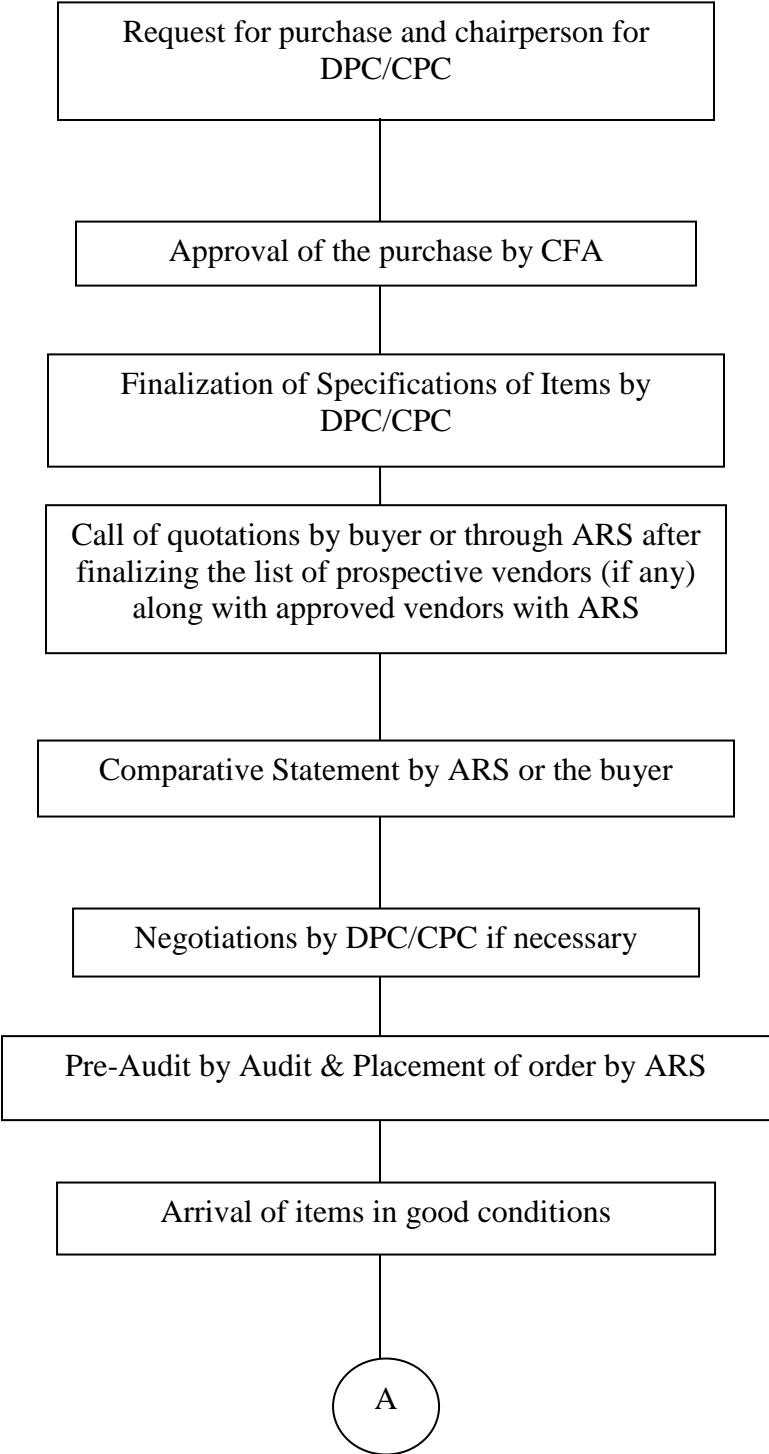 Request for purchase and chairperson for
DPC/CPC
Approval of the purchase by CFA
Finalization of Specifications of Items by
DPC/CPC
Call of quotations by buyer or through ARS after
finalizing the list of prospective vendors (if any)
along with approved vendors with ARS
Comparative Statement by ARS or the buyer
Negotiations by DPC/CPC if necessary
Pre-Audit by Audit & Placement of order by ARS
Arrival of items in good conditions
A